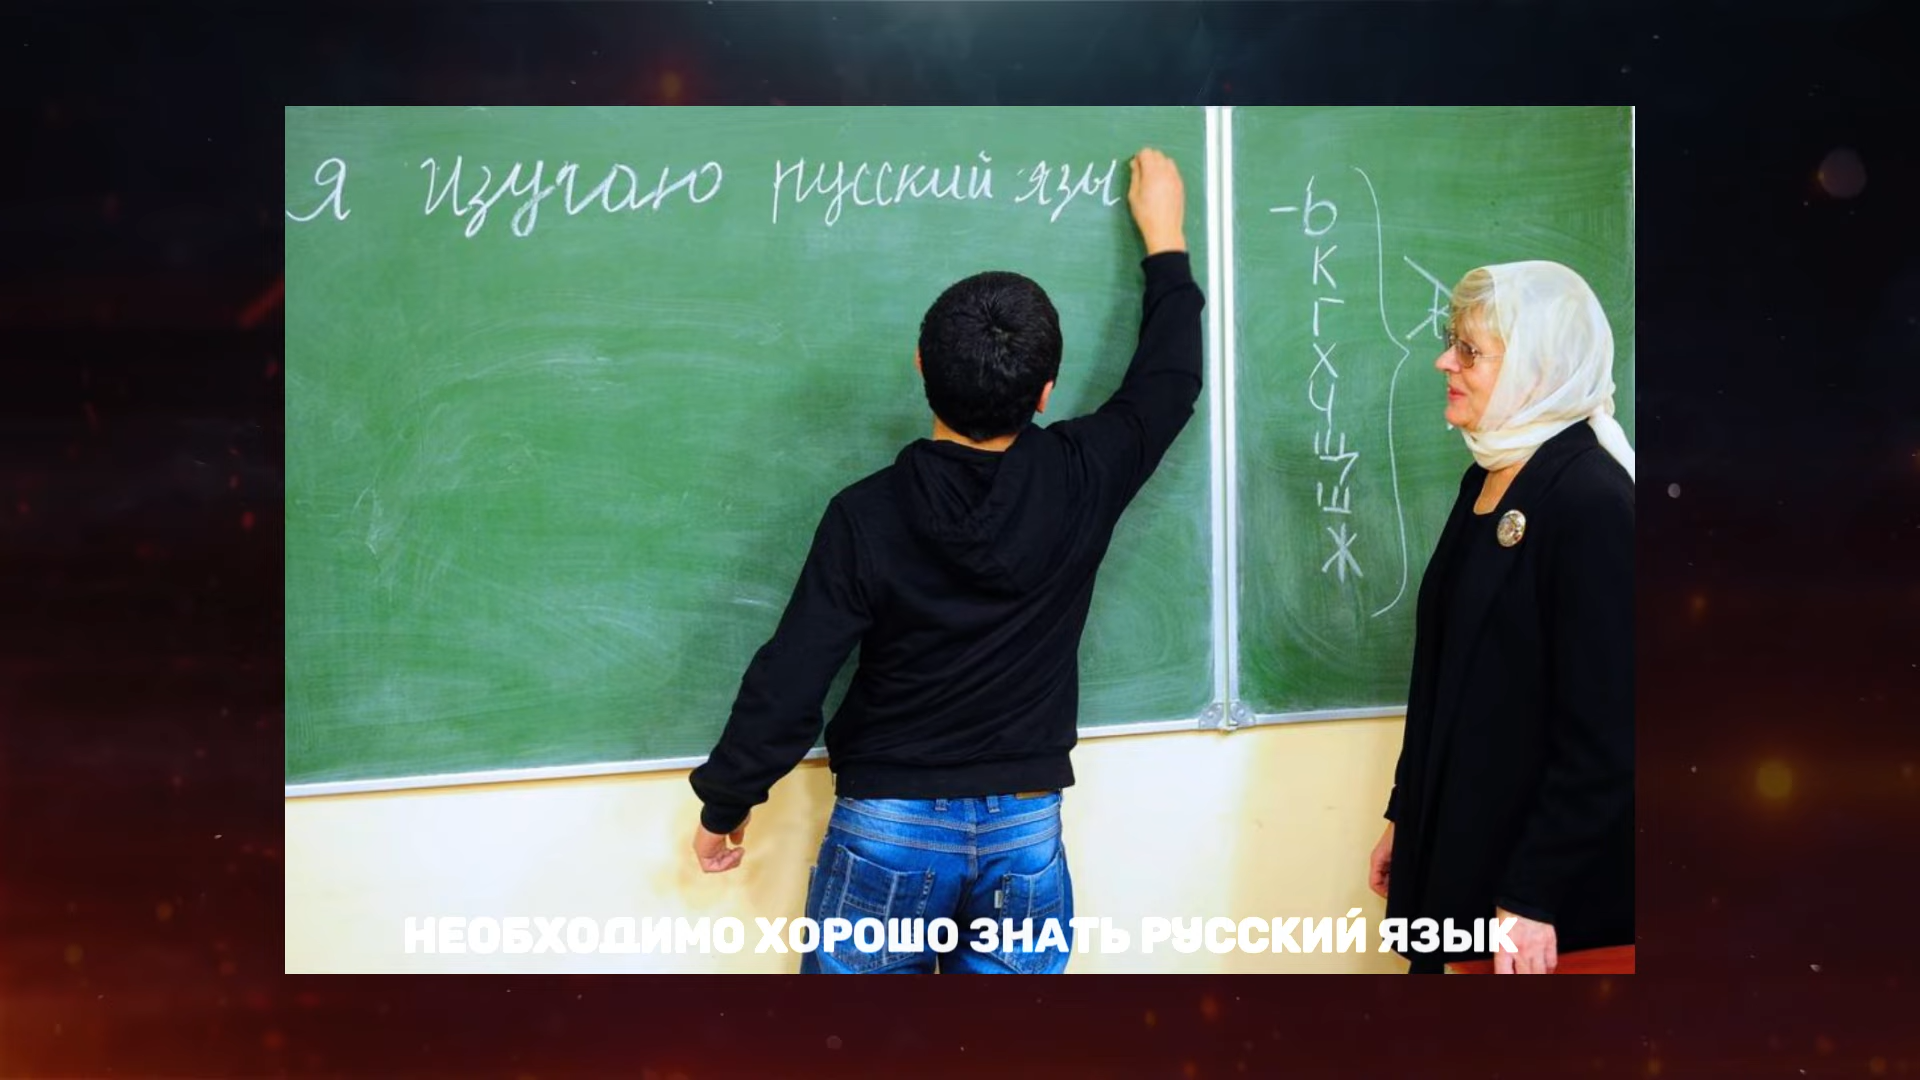 Я изучаю русский язы
-ь
к
г
х
ч
щ
ш
ж
НЕОБХОДИМО ХОРОШО ЗНАТЬ РУССКИЙ ЯЗЫК